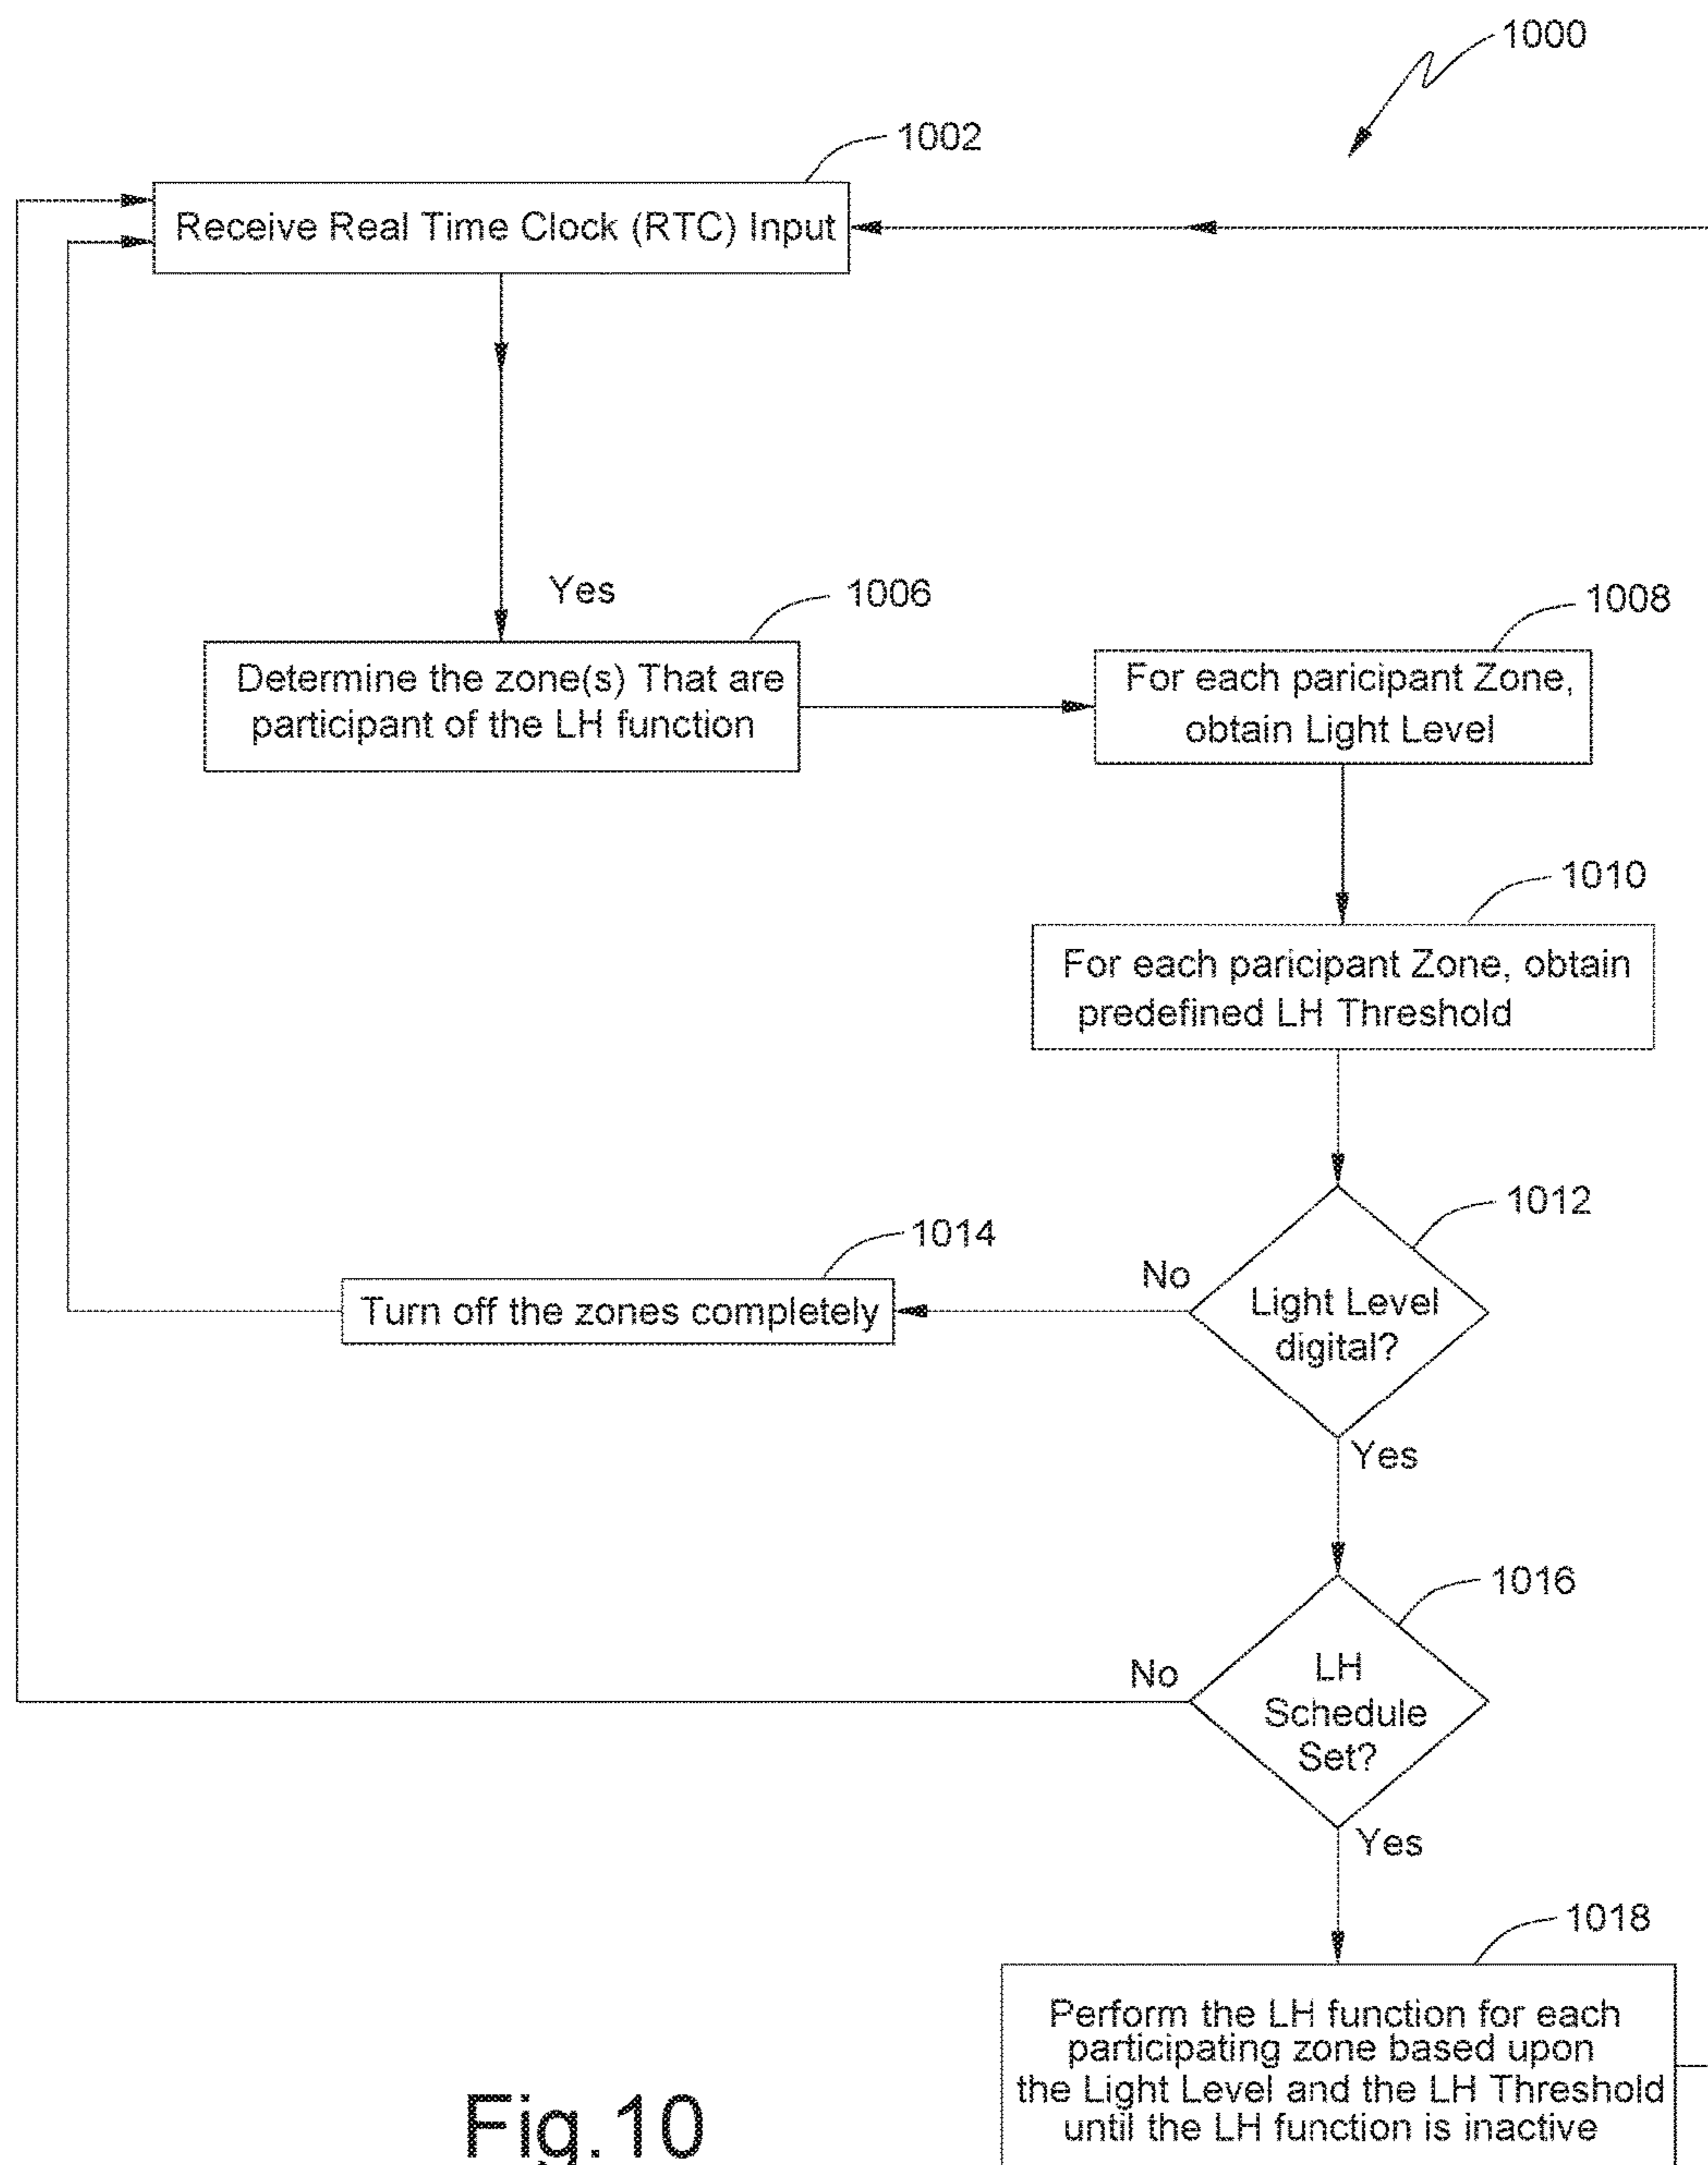 1000
1002
Receive Real Time Clock (RTC) Input
Yes
1006
Determine the zone(s) That are
participant of the LH function
1008
For each paricipant Zone,
obtain Light Level
1010
For each paricipant Zone, obtain
predefined LH Threshold
1012
Light Level
digital?
No
1014
Turn off the zones completely
Yes
1016
LH
Schedule
Set?
No
Yes
1018
Perform the LH function for each
participating zone based upon
the Light Level and the LH Threshold
until the LH function is inactive
Fig.10